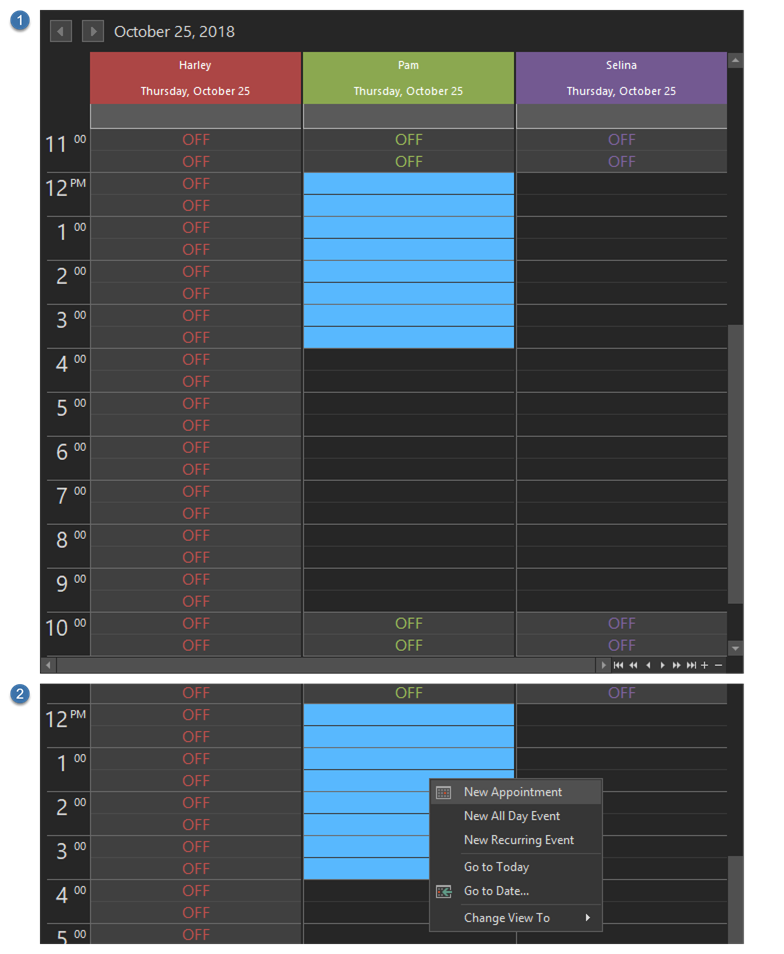 1
October 25, 2018
Harley Pam Selina
Thursday, October 25 Thursday, October 25 Thursday, October 25
11 00 OFF OFF OFF
OFF OFF OFF
12 PM OFF
OFF
1 00 OFF
OFF
2 00 OFF
OFF
3 00 OFF
OFF
4 00 OFF
OFF
5 00 OFF
OFF
6 00 OFF
OFF
7 00 OFF
OFF
8 00 OFF
OFF
9 00 OFF
OFF
10 00 OFF OFF OFF
OFF OFF OFF
2
OFF OFF OFF
12 PM OFF
OFF
1 00 OFF
OFF
New Appointment
2 00 OFF
New All Day Event
OFF
New Recurring Event
3 00 OFF
Go to Today
OFF
4 00 OFF
Go to Date...
OFF
Change View To
5 00 OFF